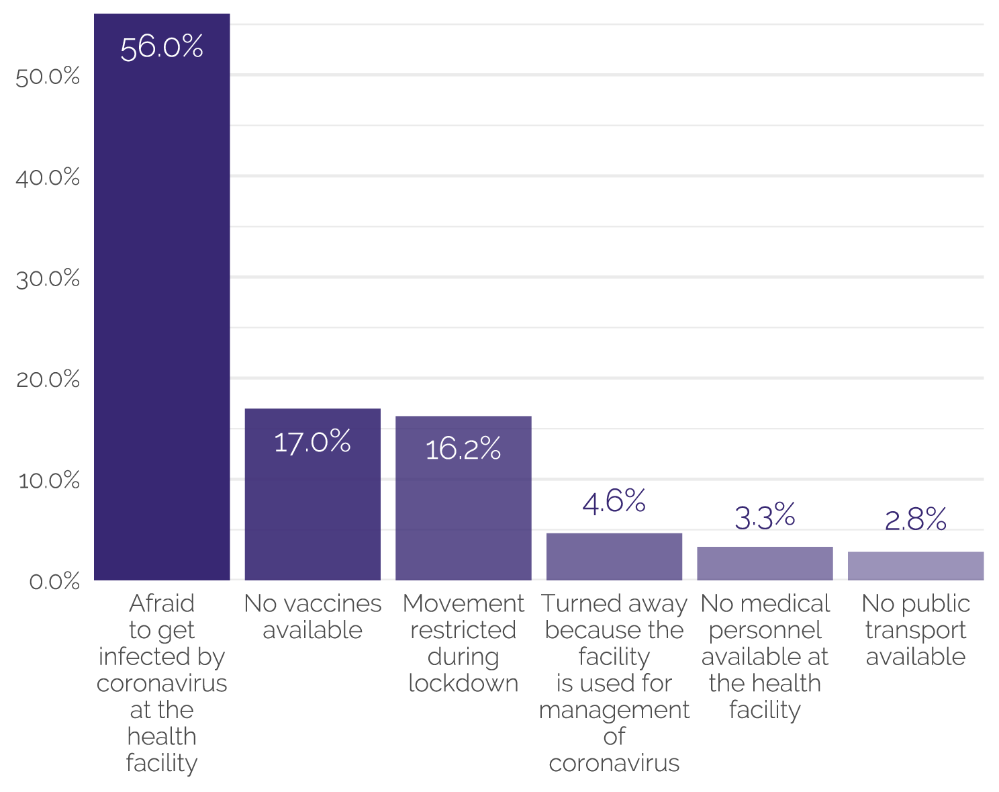 56.0%
50.0%
40.0%
30.0%
20.0%
17.0%
16.2%
10.0%
4.6%
3.3%
2.8%
0.0%
Afraid
to get
infected by
coronavirus
at the
health
facility
No vaccines
available
Movement
restricted
during
lockdown
Turned away
because the
facility
is used for
management
of
coronavirus
No medical
personnel
available at
the health
facility
No public
transport
available